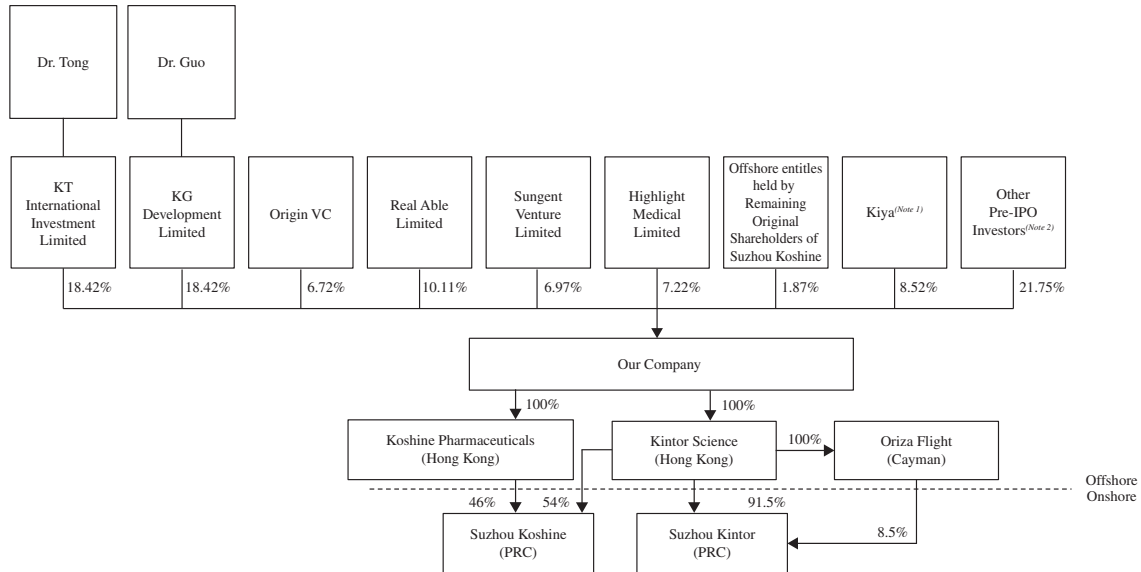 Dr. Tong
Dr. Guo
KT
International
Investment
Limited
KG
Development
Limited
Origin VC
Real Able
Limited
Sungent
Venture
Limited
Highlight
Medical
Limited
Offshore entitles
held by
Remaining
Original
Shareholders of
Suzhou Koshine
Kiya(Note 1)
Other
Pre-IPO
Investors(Note 2)
18.42%
18.42%
6.72%
10.11%
6.97%
7.22%
1.87%
8.52%
21.75%
Our Company
100%
100%
Koshine Pharmaceuticals
(Hong Kong)
Kintor Science
(Hong Kong)
100%
Oriza Flight
(Cayman)
Offshore
Onshore
46%
54%
91.5%
8.5%
Suzhou Koshine
(PRC)
Suzhou Kintor
(PRC)